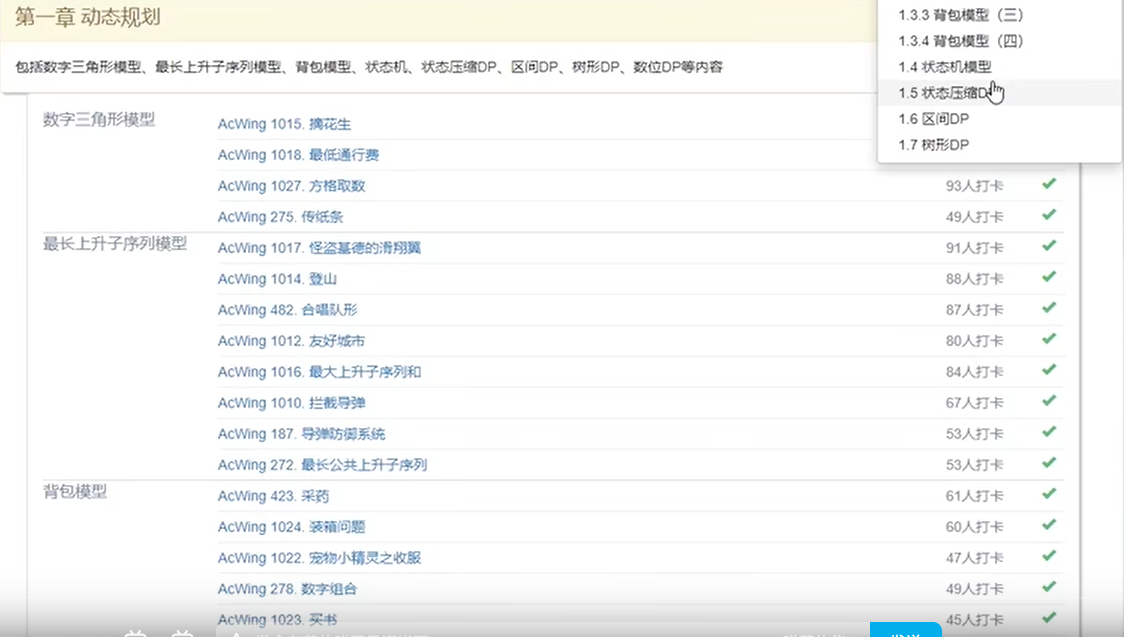 第一章 动态规划
1.3.3 背包模型（三）
1.3.4 背包模型（四）
1.4 状态机模型
1.5 状态压缩DP
1.6 区间DP
1.7 树形DP
包括数字三角形模型、最长上升子序列模型、背包模型、状态机、状态压缩DP、区间DP、树形DP、数位DP等内容
数字三角形模型
AcWing 1015. 摘花生
AcWing 1018. 最低通行费
AcWing 1027. 方格取数 93人打卡
AcWing 275. 传纸条 49人打卡
最长上升子序列模型
AcWing 1017. 怪盗基德的滑翔翼 91人打卡
AcWing 1014. 登山 88人打卡
AcWing 482. 合唱队形 87人打卡
AcWing 1012. 友好城市 80人打卡
AcWing 1016. 最大上升子序列和 84人打卡
AcWing 1010. 拦截导弹 67人打卡
AcWing 187. 导弹防御系统 53人打卡
AcWing 272. 最长公共上升子序列 53人打卡
背包模型
AcWing 423. 采药 61人打卡
AcWing 1024. 装箱问题 60人打卡
AcWing 1022. 宠物小精灵之收服 47人打卡
AcWing 278. 数字组合 49人打卡
AcWing 1023. 买书 45人打卡